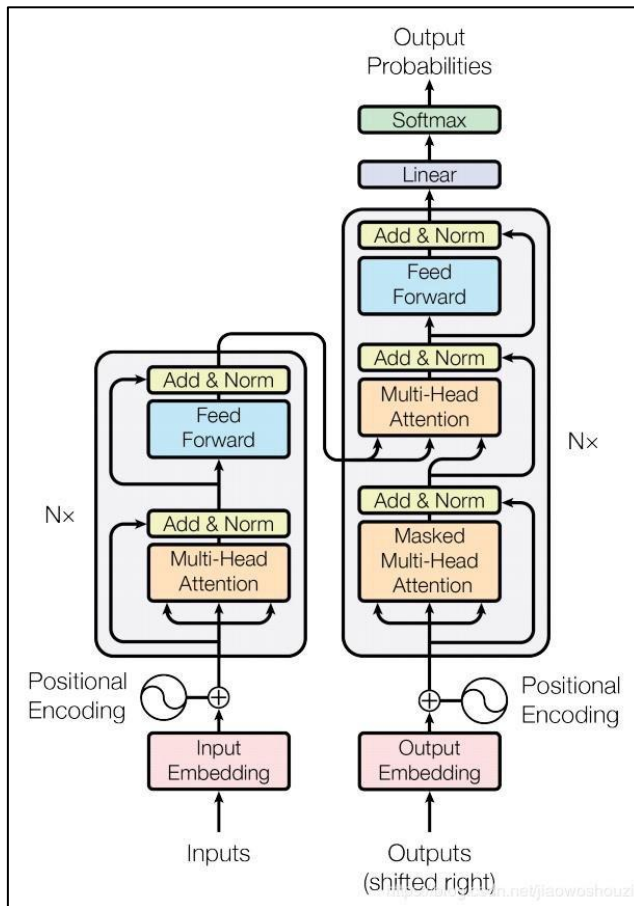 Output
Probabilities
Softmax
Linear
Add & Norm
Feed
Forward
Add & Norm
Multi-Head
Attention
Nx
Add & Norm
Masked
Multi-Head
Attention
Add & Norm
Feed
Forward
Nx
Add & Norm
Multi-Head
Attention
Positional
Encoding
Positional
Encoding
Input
Embedding
Output
Embedding
Inputs
Outputs
(shifted right)